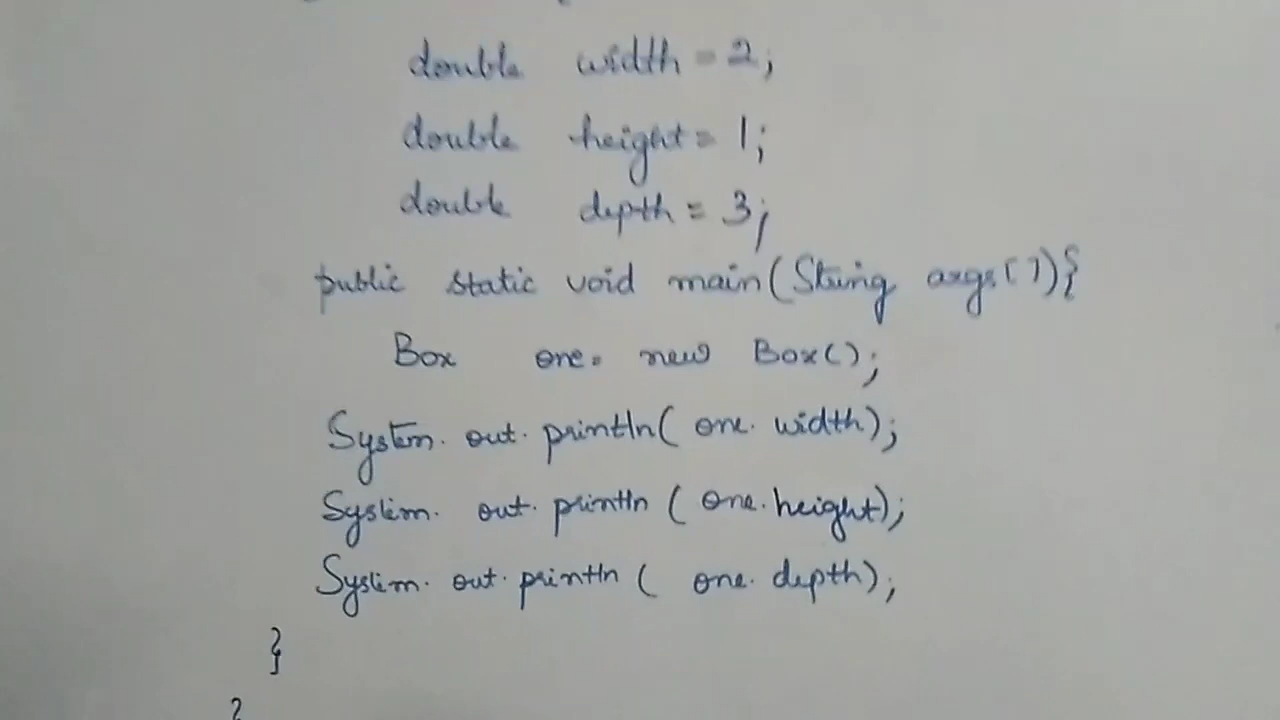 double width = 2;
double height = 1;
double depth = 3;
public static void main(String args[]){
Box one = new Box();
System.out.println( one.width);
System.out.println ( one.height);
System.out.println ( one.depth);
}
}